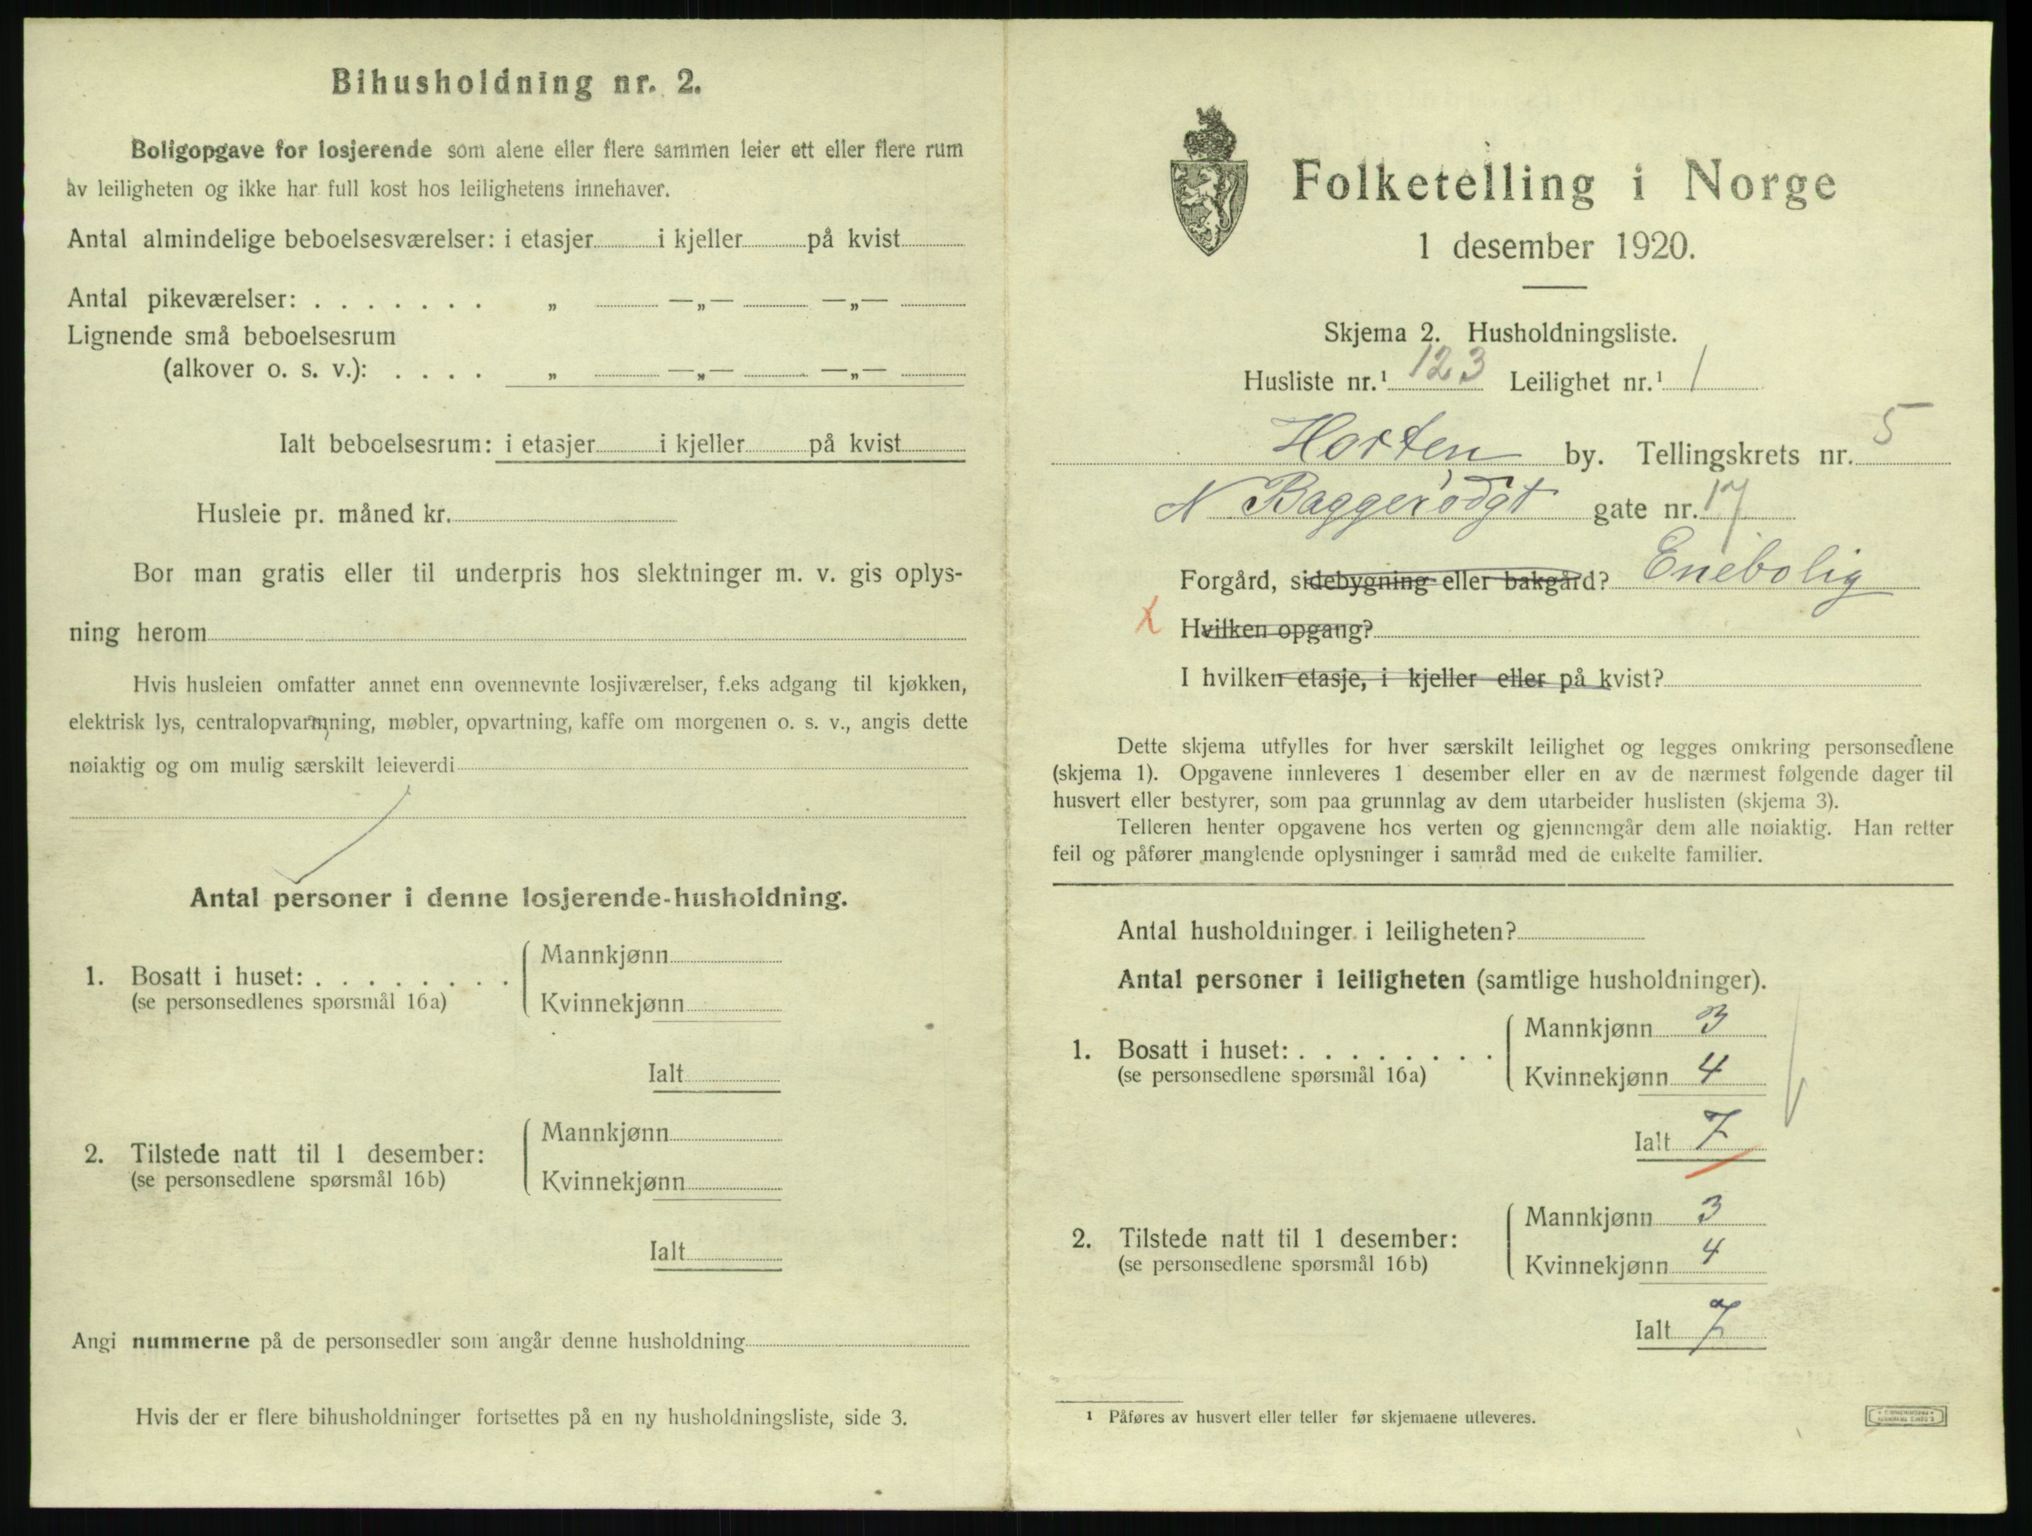 Bihusholdning nr. 2.
Boligopgave for losjerende som alene eller flere sammen leier ett eller flere rum
av leiligheten og ikke har full kost hos leilighetens innehaver.
Antal almindelige beboelsesværelser: i etasjer i kjeller på kvist
Antal pikeværelser: . . . . . . . „ —„— —„—
Lignende små beboelsesrum
(alkover o. s. v.): . . . . „ —„— —„—
Ialt beboelsesrum: i etasjer i kjeller på kvist
Husleie pr. måned kr.
Bor man gratis eller til underpris hos slektninger m. v. gis oplys-
ning herom
Hvis husleien omfatter annet enn ovennevnte losjiværelser, f.eks adgang til kjøkken,
elektrisk lys, centralopvarmning, møbler, opvartning, kaffe om morgenen o. s. v., angis dette
nøiaktig og om mulig særskilt leieverdi
Antal personer i denne losjerende-husholdning.
1. Bosatt i huset: . . . . . . . .
(se personsedlenes spørsmål 16a)
Mannkjønn
Kvinnekjønn
Ialt
2. Tilstede natt til 1 desember:
(se personsedlene spørsmål 16b)
Mannkjønn
Kvinnekjønn
Ialt
Angi nummerne på de personsedler som angår denne husholdning
Hvis der er flere bihusholdninger fortsettes på en ny husholdningsliste, side 3.
Folketelling i Norge
1 desember 1920.
Skjema 2. Husholdningsliste.
Husliste nr.¹ 123 Leilighet nr.¹ 1
Horten by. Tellingskrets nr. 5
N Baggerödgt gate nr. 17
Forgård, sidebygning eller bakgård? Enebolig
X Hvilken opgang?
I hvilken etasje, i kjeller eller på kvist?
Dette skjema utfylles for hver særskilt leilighet og legges omkring personsedlene
(skjema 1). Opgavene innleveres 1 desember eller en av de nærmest følgende dager til
husvert eller bestyrer, som paa grunnlag av dem utarbeider huslisten (skjema 3).
Telleren henter opgavene hos verten og gjennemgår dem alle nøiaktig. Han retter
feil og påfører manglende oplysninger i samråd med de enkelte familier.
Antal husholdninger i leiligheten?
Antal personer i leiligheten (samtlige husholdninger).
1. Bosatt i huset: . . . . . . . .
(se personsedlene spørsmål 16a)
Mannkjønn 3
Kvinnekjønn 4
Ialt 7
2. Tilstede natt til 1 desember:
(se personsedlene spørsmål 16b)
Mannkjønn 3
Kvinnekjønn 4
Ialt 7
¹ Påføres av husvert eller teller før skjemaene utleveres.